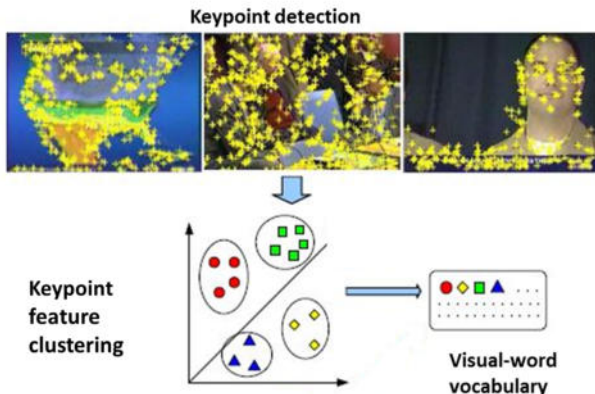 Keypoint detection
Keypoint
feature
clustering
Visual-word
vocabulary